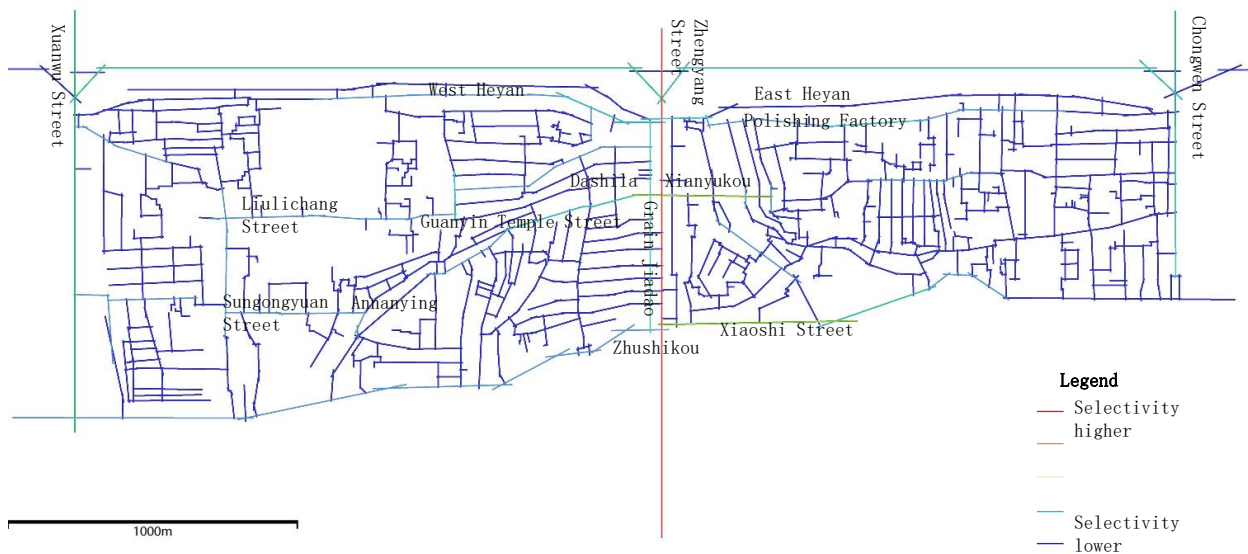 Xuanwu Street
Zhengyang
Street
Chongwen Street
West Heyan
East Heyan
Polishing Factory
Dashila
Xianyukou
Liulichang
Street
Guanyin Temple Street
Grain jiadao
Sungongyuan
Street
Annanying
Xiaoshi Street
Zhushikou
Legend
Selectivity
higher
Selectivity
lower
1000m